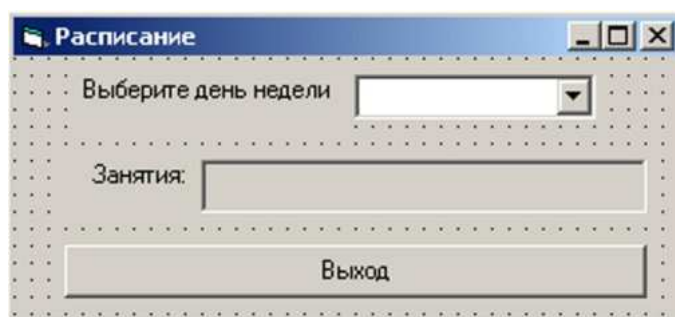 Расписание
Выберите день недели
Занятия:
Выход